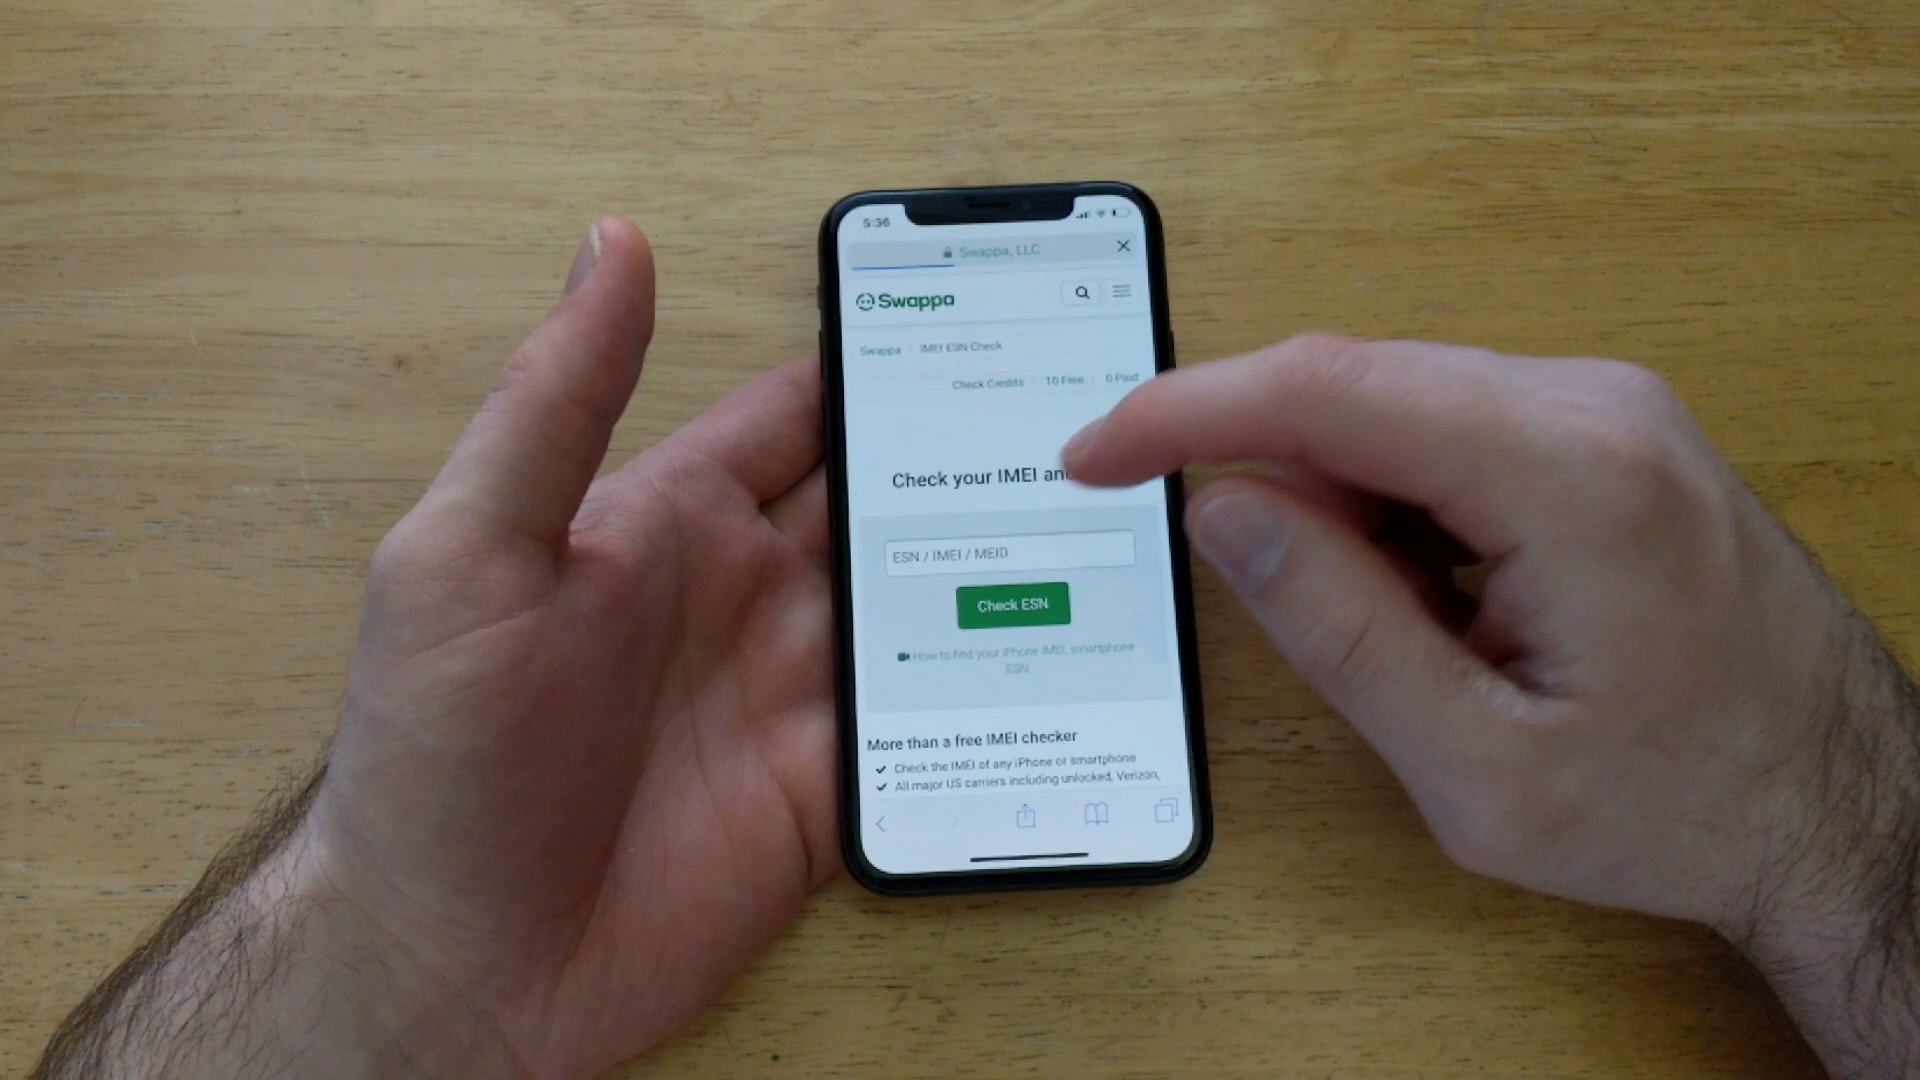 5:36
Swappa, LLC
Swappa
Swappa / IMEI ESN Check
Check Credits / 10 Free / 0 Paid
Check your IMEI and
ESN / IMEI / MEID
Check ESN
How to find your iPhone IMEI, smartphone
ESN
More than a free IMEI checker
Check the IMEI of any iPhone or smartphone
All major US carriers including unlocked, Verizon,